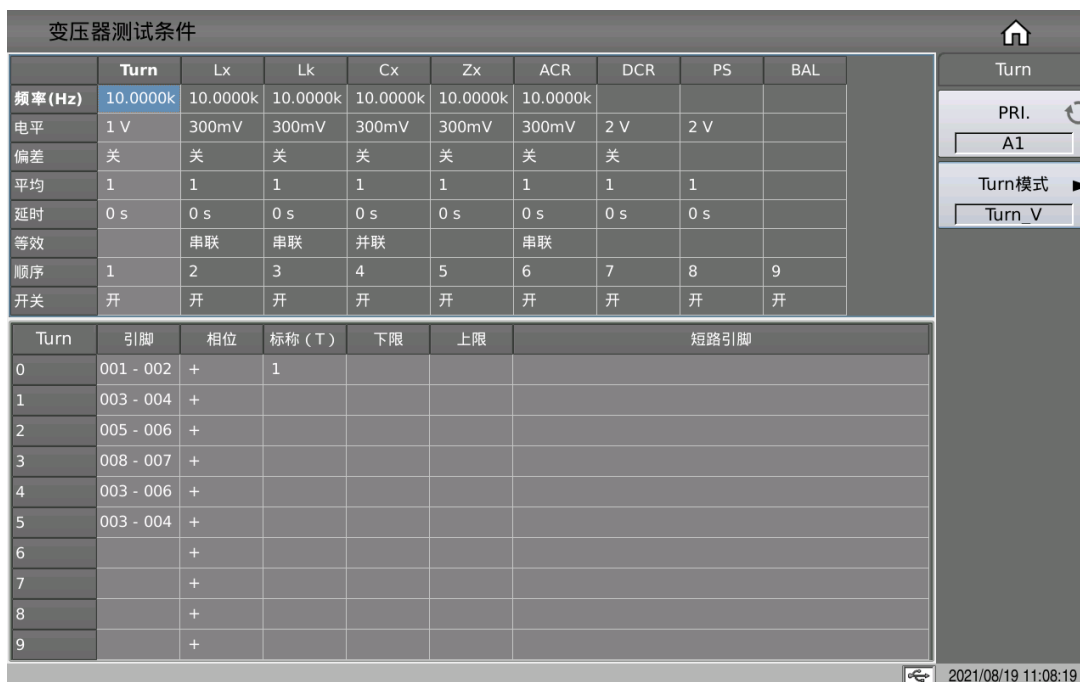 变压器测试条件
Turn Lx Lk Cx Zx ACR DCR PS BAL
频率(Hz) 10.0000k 10.0000k 10.0000k 10.0000k 10.0000k 10.0000k
电平 1 V 300mV 300mV 300mV 300mV 300mV 2 V 2 V
偏差 关 关 关 关 关 关 关
平均 1 1 1 1 1 1 1 1
延时 0 s 0 s 0 s 0 s 0 s 0 s 0 s 0 s
等效 串联 串联 并联 串联
顺序 1 2 3 4 5 6 7 8 9
开关 开 开 开 开 开 开 开 开 开
Turn 引脚 相位 标称 ( T ) 下限 上限 短路引脚
0 001 - 002 + 1
1 003 - 004 +
2 005 - 006 +
3 008 - 007 +
4 003 - 006 +
5 003 - 004 +
6 +
7 +
8 +
9 +
Turn
PRI.
A1
Turn模式
Turn_V
2021/08/19 11:08:19